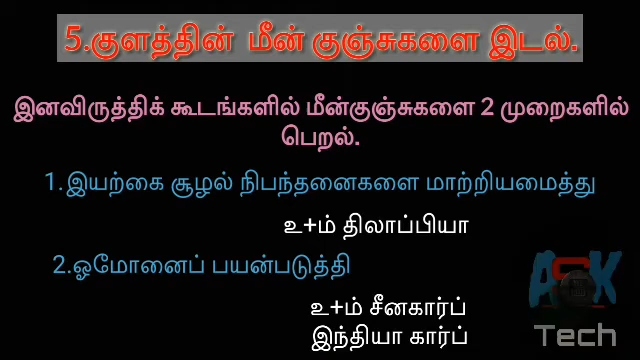 5.குளத்தின் மீன் குஞ்சுகளை இடல்.
இனவிருத்திக் கூடங்களில் மீன்குஞ்சுகளை 2 முறைகளில்
பெறல்.
1.இயற்கை சூழல் நிபந்தனைகளை மாற்றியமைத்து
உ+ம் திலாப்பியா
2.ஓமோனைப் பயன்படுத்தி
உ+ம் சீனகார்ப்
இந்தியா கார்ப்
ASK
Tech